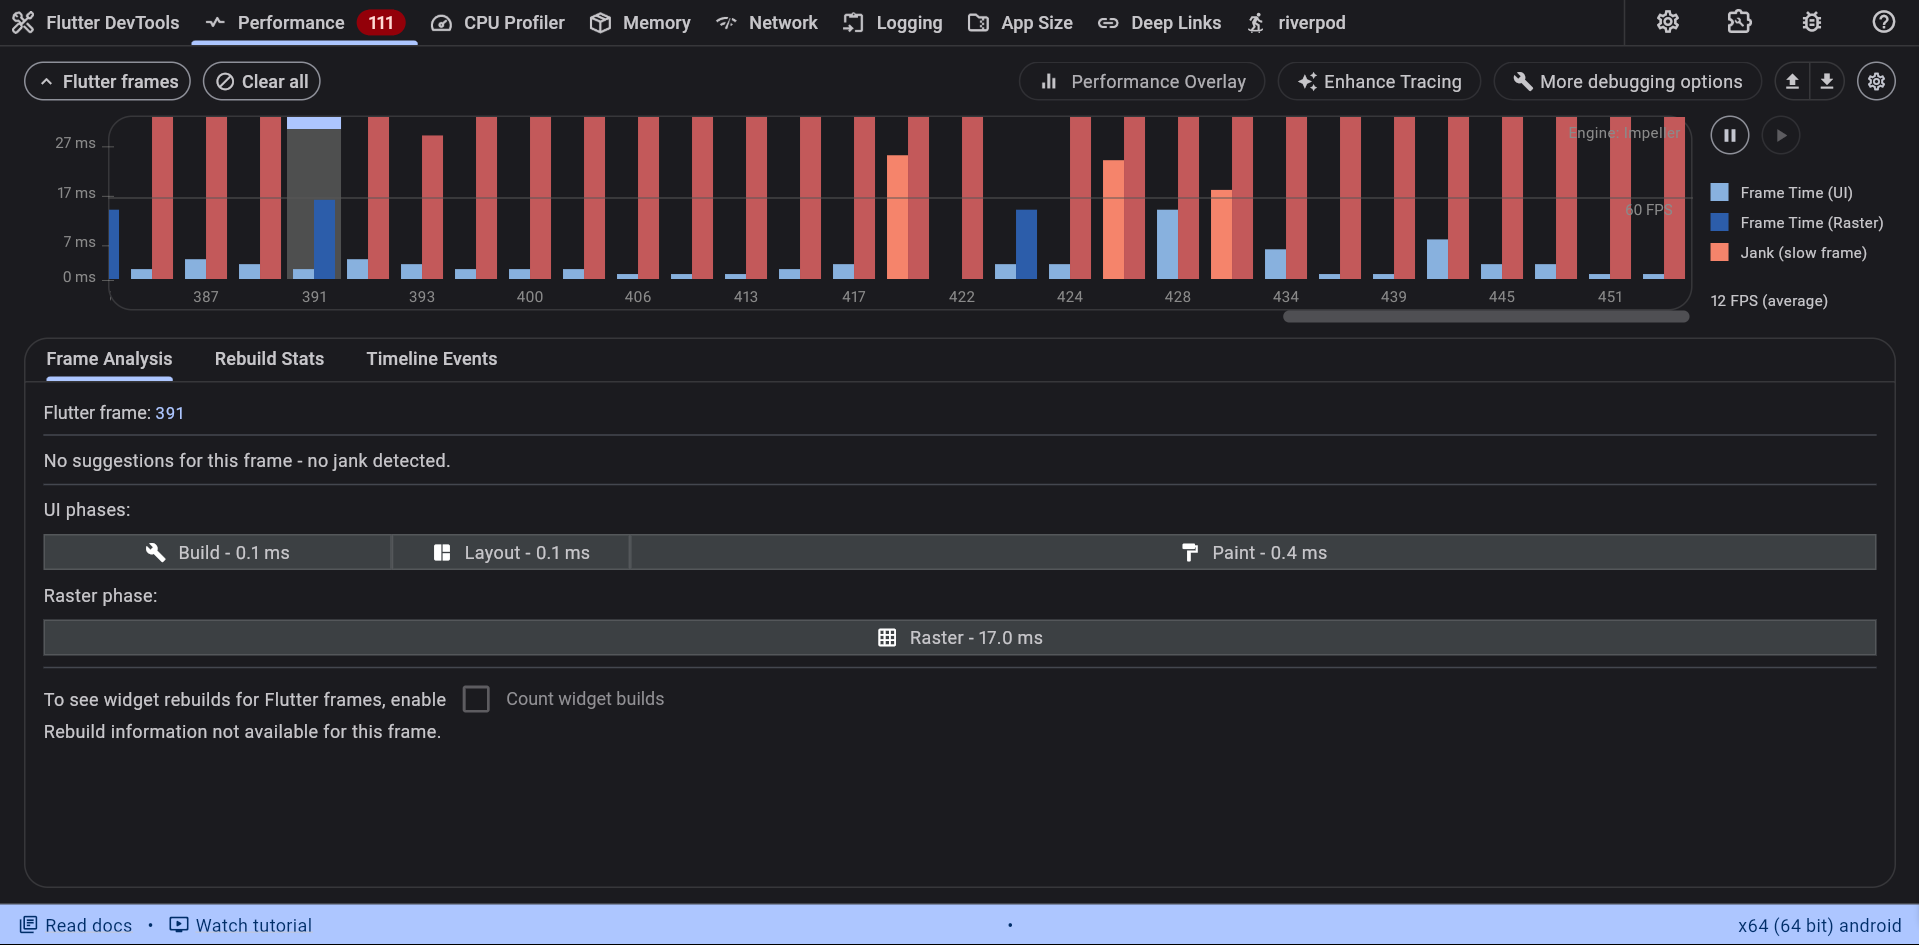 Flutter DevTools Performance 111 CPU Profiler Memory Network Logging App Size Deep Links riverpod
Flutter frames Clear all Performance Overlay Enhance Tracing More debugging options
Engine: Impeller
27 ms
17 ms
60 FPS
7 ms
0 ms
387 391 393 400 406 413 417 422 424 428 434 439 445 451
Frame Time (UI)
Frame Time (Raster)
Jank (slow frame)
12 FPS (average)
Frame Analysis Rebuild Stats Timeline Events
Flutter frame: 391
No suggestions for this frame - no jank detected.
UI phases:
Build - 0.1 ms Layout - 0.1 ms Paint - 0.4 ms
Raster phase:
Raster - 17.0 ms
To see widget rebuilds for Flutter frames, enable Count widget builds
Rebuild information not available for this frame.
Read docs • Watch tutorial • x64 (64 bit) android